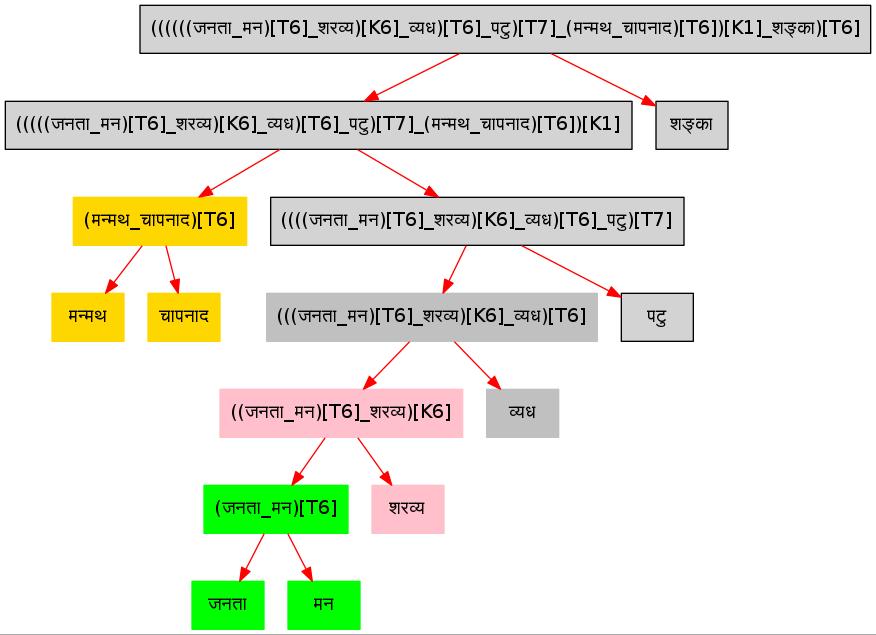 ((((((जनता_मन)[T6]_शरव्य)[K6]_व्यध)[T6]_पटु)[T7]_(मन्मथ_चापनाद)[T6])[K1]_शङ्का)[T6]
(((((जनता_मन)[T6]_शरव्य)[K6]_व्यध)[T6]_पटु)[T7]_(मन्मथ_चापनाद)[T6])[K1]
शङ्का
(मन्मथ_चापनाद)[T6]
((((जनता_मन)[T6]_शरव्य)[K6]_व्यध)[T6]_पटु)[T7]
मन्मथ
चापनाद
(((जनता_मन)[T6]_शरव्य)[K6]_व्यध)[T6]
पटु
((जनता_मन)[T6]_शरव्य)[K6]
व्यध
(जनता_मन)[T6]
शरव्य
जनता
मन